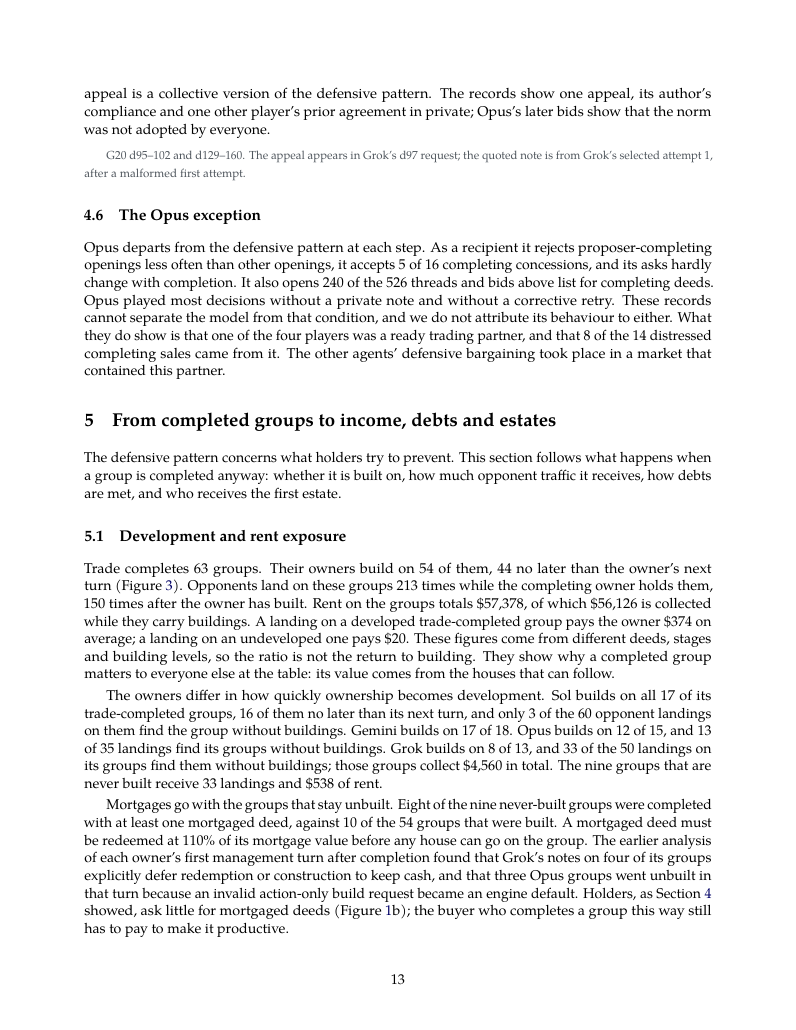 appeal is a collective version of the defensive pattern. The records show one appeal, its author's
compliance and one other player's prior agreement in private; Opus's later bids show that the norm
was not adopted by everyone.
G20 d95–102 and d129–160. The appeal appears in Grok's d97 request; the quoted note is from Grok's selected attempt 1,
after a malformed first attempt.
4.6 The Opus exception
Opus departs from the defensive pattern at each step. As a recipient it rejects proposer-completing
openings less often than other openings, it accepts 5 of 16 completing concessions, and its asks hardly
change with completion. It also opens 240 of the 526 threads and bids above list for completing deeds.
Opus played most decisions without a private note and without a corrective retry. These records
cannot separate the model from that condition, and we do not attribute its behaviour to either. What
they do show is that one of the four players was a ready trading partner, and that 8 of the 14 distressed
completing sales came from it. The other agents' defensive bargaining took place in a market that
contained this partner.
5 From completed groups to income, debts and estates
The defensive pattern concerns what holders try to prevent. This section follows what happens when
a group is completed anyway: whether it is built on, how much opponent traffic it receives, how debts
are met, and who receives the first estate.
5.1 Development and rent exposure
Trade completes 63 groups. Their owners build on 54 of them, 44 no later than the owner's next
turn (Figure 3). Opponents land on these groups 213 times while the completing owner holds them,
150 times after the owner has built. Rent on the groups totals $57,378, of which $56,126 is collected
while they carry buildings. A landing on a developed trade-completed group pays the owner $374 on
average; a landing on an undeveloped one pays $20. These figures come from different deeds, stages
and building levels, so the ratio is not the return to building. They show why a completed group
matters to everyone else at the table: its value comes from the houses that can follow.
The owners differ in how quickly ownership becomes development. Sol builds on all 17 of its
trade-completed groups, 16 of them no later than its next turn, and only 3 of the 60 opponent landings
on them find the group without buildings. Gemini builds on 17 of 18. Opus builds on 12 of 15, and 13
of 35 landings find its groups without buildings. Grok builds on 8 of 13, and 33 of the 50 landings on
its groups find them without buildings; those groups collect $4,560 in total. The nine groups that are
never built receive 33 landings and $538 of rent.
Mortgages go with the groups that stay unbuilt. Eight of the nine never-built groups were completed
with at least one mortgaged deed, against 10 of the 54 groups that were built. A mortgaged deed must
be redeemed at 110% of its mortgage value before any house can go on the group. The earlier analysis
of each owner's first management turn after completion found that Grok's notes on four of its groups
explicitly defer redemption or construction to keep cash, and that three Opus groups went unbuilt in
that turn because an invalid action-only build request became an engine default. Holders, as Section 4
showed, ask little for mortgaged deeds (Figure 1b); the buyer who completes a group this way still
has to pay to make it productive.
13